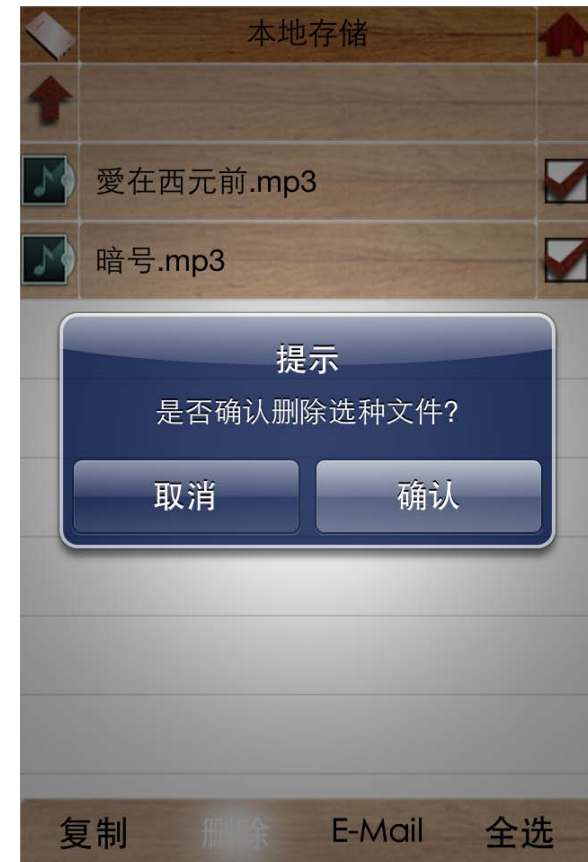 本地存储
愛在西元前.mp3
暗号.mp3
提示
是否确认删除选种文件?
取消 确认
复制 删除 E-Mail 全选